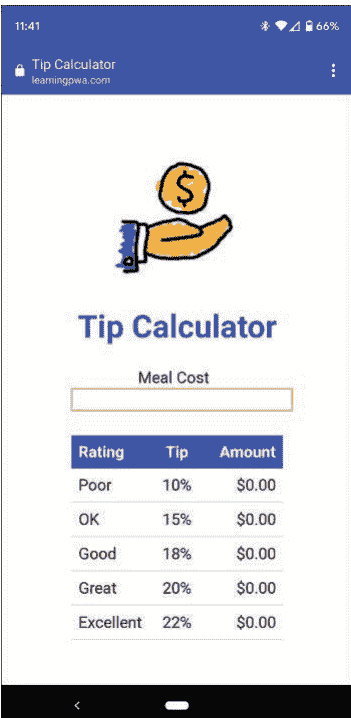 11:41 66%
Tip Calculator
learningpwa.com
$
Tip Calculator
Meal Cost
Rating Tip Amount
Poor 10% $0.00
OK 15% $0.00
Good 18% $0.00
Great 20% $0.00
Excellent 22% $0.00